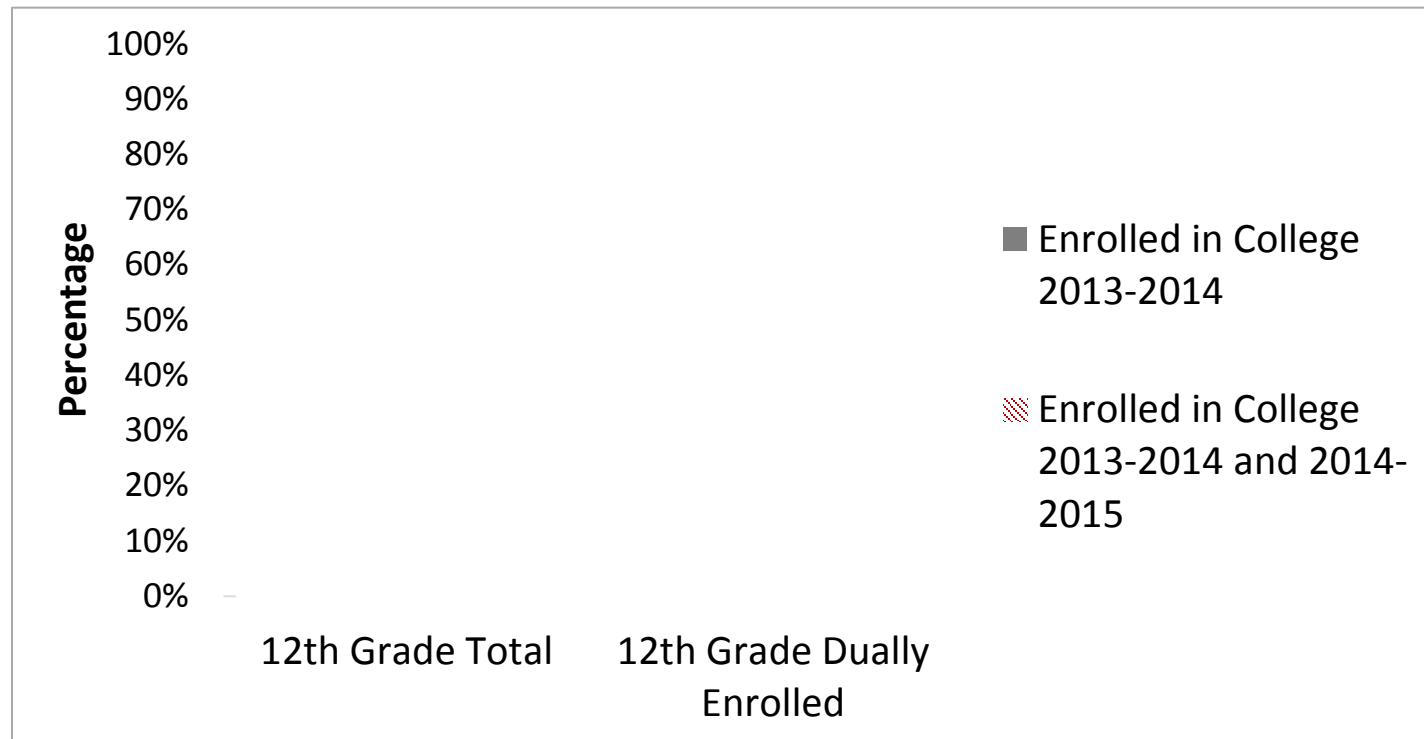 100%
90%
80%
70%
60%
50%
40%
30%
20%
10%
0%
Percentage
12th Grade Total
12th Grade Dually
Enrolled
Enrolled in College
2013-2014
Enrolled in College
2013-2014 and 2014-
2015